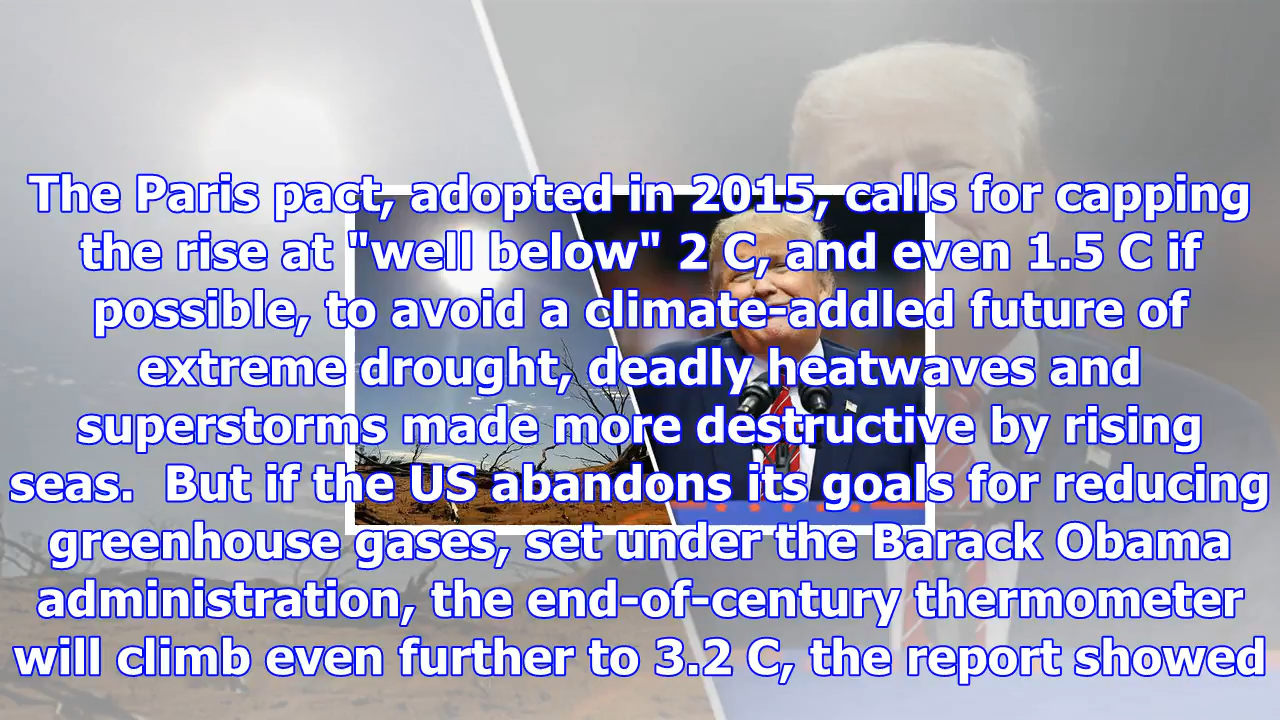 The Paris pact, adopted in 2015, calls for capping
the rise at "well below" 2 C, and even 1.5 C if
possible, to avoid a climate-addled future of
extreme drought, deadly heatwaves and
superstorms made more destructive by rising
seas.  But if the US abandons its goals for reducing
greenhouse gases, set under the Barack Obama
administration, the end-of-century thermometer
will climb even further to 3.2 C, the report showed